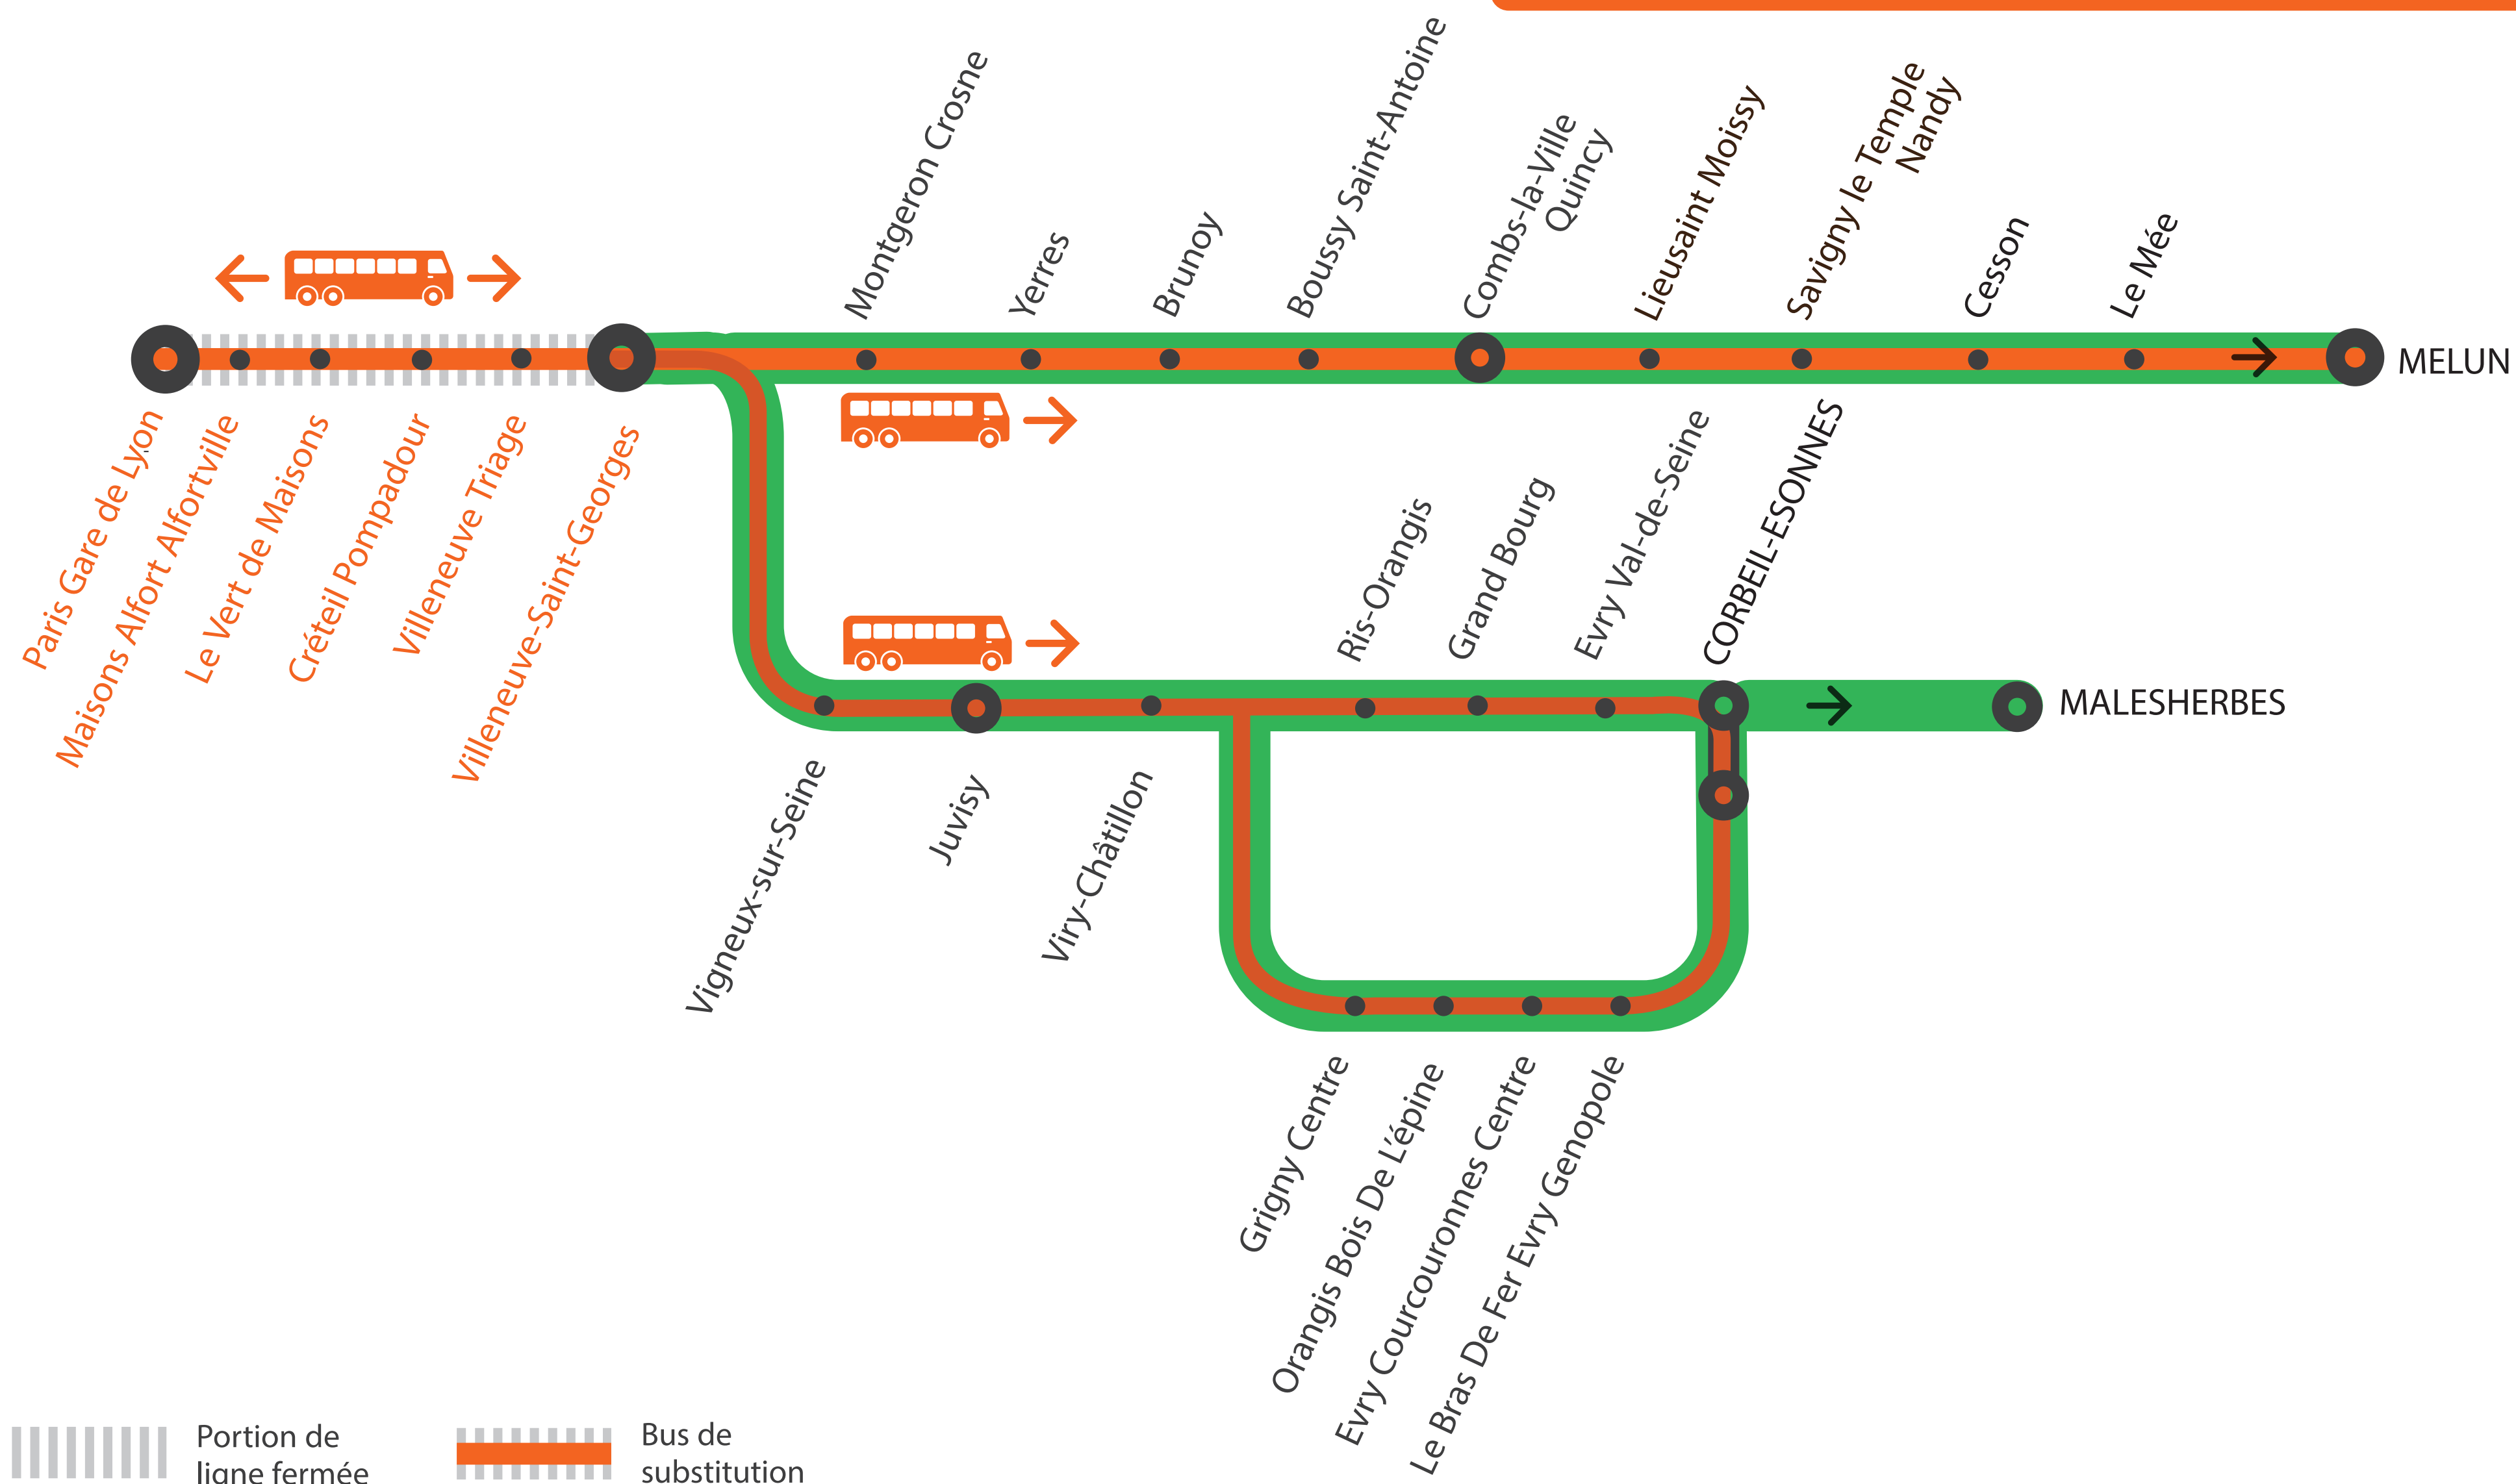 Montgeron Crosne
Yerres
Brunoy
Boussy Saint-Antoine
Combs-la-Ville
Quincy
Lieusaint Moissy
Savigny le Temple
Nandy
Cesson
Le Mée
MELUN
Paris Gare de Lyon
Maisons Alfort Alfortville
Le Vert de Maisons
Créteil Pompadour
Villeneuve Triage
Villeneuve-Saint-Georges
Ris-Orangis
Grand Bourg
Evry Val-de-Seine
CORBEIL-ESONNES
MALESHERBES
Vigneux-sur-Seine
Juvisy
Viry-Châtillon
Grigny Centre
Orangis Bois De L'épine
Evry Courcouronnes Centre
Le Bras De Fer Evry Genopole
Portion de
ligne fermée
Bus de
substitution